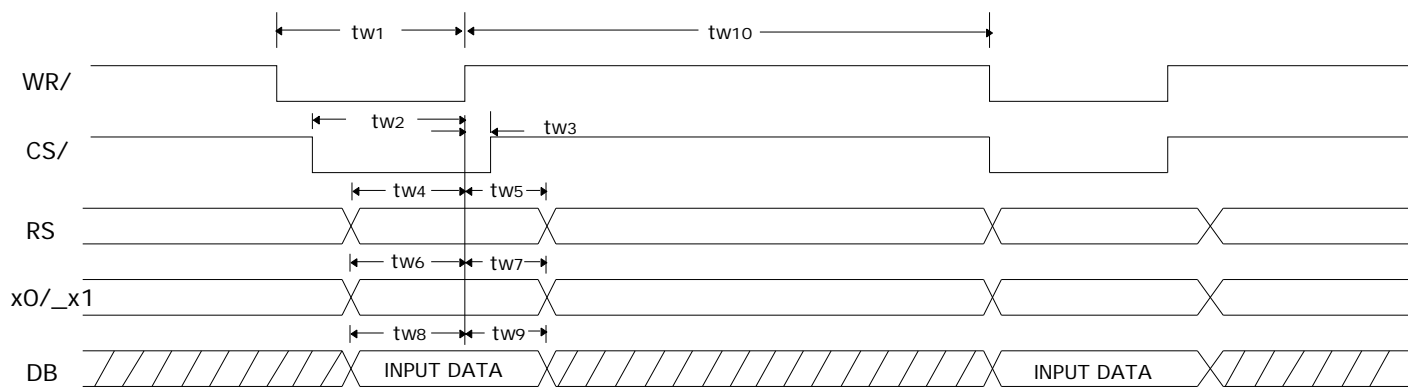 tw1
tw10
WR/
tw2
tw3
CS/
tw4
tw5
RS
tw6
tw7
x0/_x1
tw8
tw9
DB
INPUT DATA
INPUT DATA